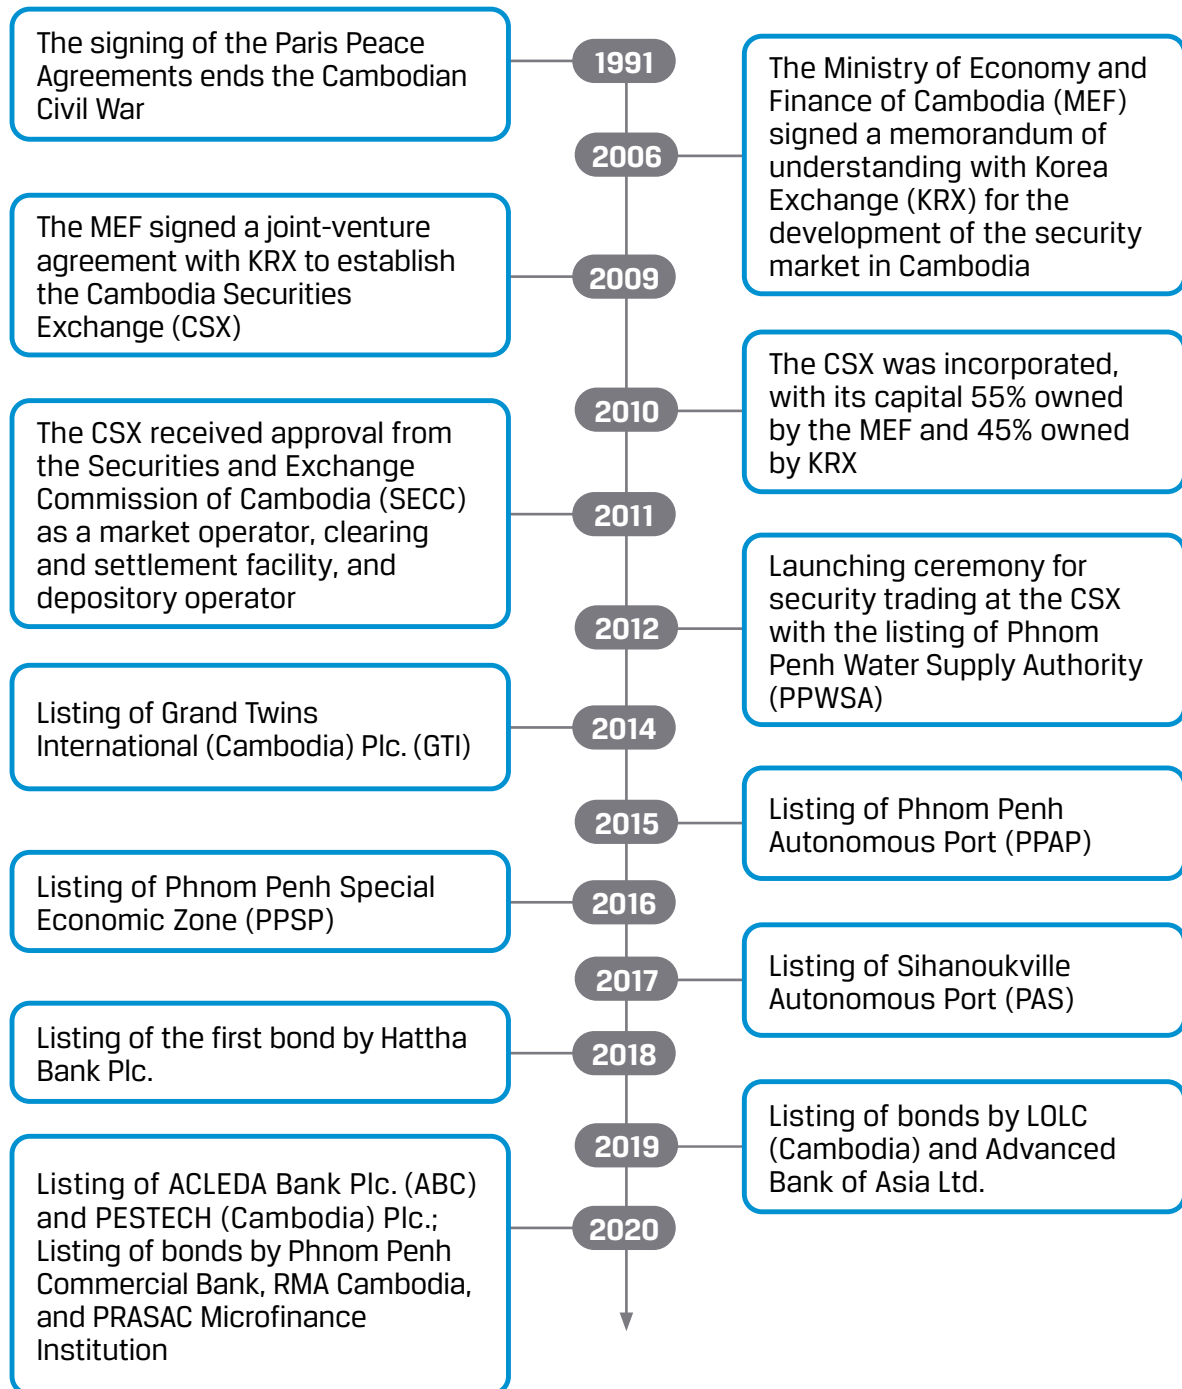 The signing of the Paris Peace
Agreements ends the Cambodian
Civil War
1991
The Ministry of Economy and
Finance of Cambodia (MEF)
signed a memorandum of
understanding with Korea
Exchange (KRX) for the
development of the security
market in Cambodia
2006
The MEF signed a joint-venture
agreement with KRX to establish
the Cambodia Securities
Exchange (CSX)
2009
The CSX was incorporated,
with its capital 55% owned
by the MEF and 45% owned
by KRX
2010
The CSX received approval from
the Securities and Exchange
Commission of Cambodia (SECC)
as a market operator, clearing
and settlement facility, and
depository operator
2011
Launching ceremony for
security trading at the CSX
with the listing of Phnom
Penh Water Supply Authority
(PPWSA)
2012
Listing of Grand Twins
International (Cambodia) Plc. (GTI)
2014
Listing of Phnom Penh
Autonomous Port (PPAP)
2015
Listing of Phnom Penh Special
Economic Zone (PPSP)
2016
Listing of Sihanoukville
Autonomous Port (PAS)
2017
Listing of the first bond by Hattha
Bank Plc.
2018
Listing of bonds by LOLC
(Cambodia) and Advanced
Bank of Asia Ltd.
2019
Listing of ACLEDA Bank Plc. (ABC)
and PESTECH (Cambodia) Plc.;
Listing of bonds by Phnom Penh
Commercial Bank, RMA Cambodia,
and PRASAC Microfinance
Institution
2020